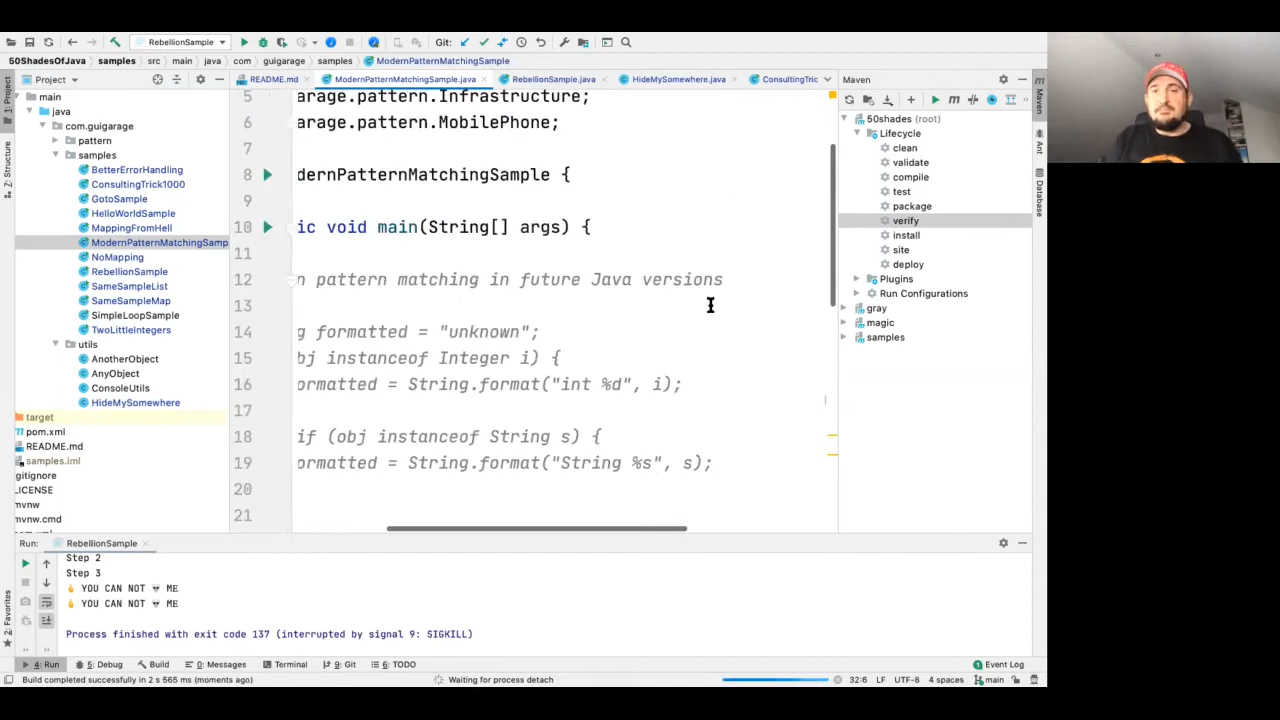 RebellionSample
Git:
50ShadesOfJava
samples
src
main
java
com
guigarage
samples
ModernPatternMatchingSample
Project
README.md
ModernPatternMatchingSample.java
RebellionSample.java
HideMySomewhere.java
ConsultingTric
Maven
1: Project
Z: Structure
2: Favorites
main
java
com.guigarage
pattern
samples
BetterErrorHandling
ConsultingTrick1000
GotoSample
HelloWorldSample
MappingFromHell
ModernPatternMatchingSamp
NoMapping
RebellionSample
SameSampleList
SameSampleMap
SimpleLoopSample
TwoLittleIntegers
utils
AnotherObject
AnyObject
ConsoleUtils
HideMySomewhere
target
pom.xml
README.md
samples.iml
gitignore
LICENSE
mvnw
mvnw.cmd
5 arage.pattern.Infrastructure;
6 arage.pattern.MobilePhone;
7
8 dernPatternMatchingSample {
9
10 ic void main(String[] args) {
11
12 n pattern matching in future Java versions
13
14 g formatted = "unknown";
15 bj instanceof Integer i) {
16 ormatted = String.format("int %d", i);
17
18 if (obj instanceof String s) {
19 ormatted = String.format("String %s", s);
20
21
50shades (root)
Lifecycle
clean
validate
compile
test
package
verify
install
site
deploy
Plugins
Run Configurations
gray
magic
samples
Maven
Ant
Database
Run:
RebellionSample
Step 2
Step 3
YOU CAN NOT 💀 ME
YOU CAN NOT 💀 ME
Process finished with exit code 137 (interrupted by signal 9: SIGKILL)
4: Run
5: Debug
Build
0: Messages
Terminal
9: Git
6: TODO
1 Event Log
Build completed successfully in 2 s 565 ms (moments ago)
Waiting for process detach
32:6 LF UTF-8 4 spaces main